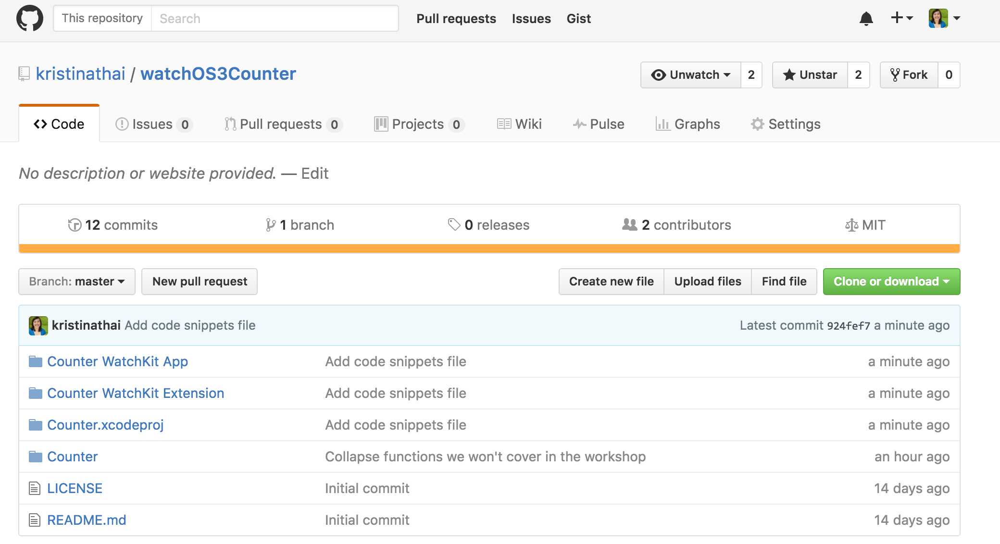 This repository Search Pull requests Issues Gist
kristinathai / watchOS3Counter Unwatch 2 Unstar 2 Fork 0
Code Issues 0 Pull requests 0 Projects 0 Wiki Pulse Graphs Settings
No description or website provided. — Edit
12 commits 1 branch 0 releases 2 contributors MIT
Branch: master New pull request Create new file Upload files Find file Clone or download
kristinathai Add code snippets file Latest commit 924fef7 a minute ago
Counter WatchKit App Add code snippets file a minute ago
Counter WatchKit Extension Add code snippets file a minute ago
Counter.xcodeproj Add code snippets file a minute ago
Counter Collapse functions we won't cover in the workshop an hour ago
LICENSE Initial commit 14 days ago
README.md Initial commit 14 days ago